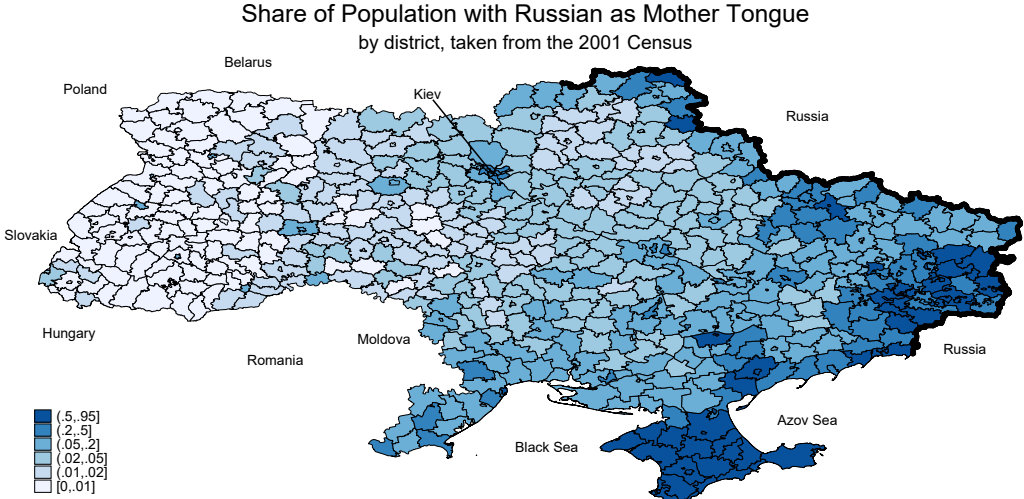 Share of Population with Russian as Mother Tongue
by district, taken from the 2001 Census
Belarus
Poland
Kiev
Russia
Slovakia
Hungary
Moldova
Romania
Russia
Azov Sea
Black Sea
(.5,.95]
(.2,.5]
(.05,.2]
(.02,.05]
(.01,.02]
[0,.01]